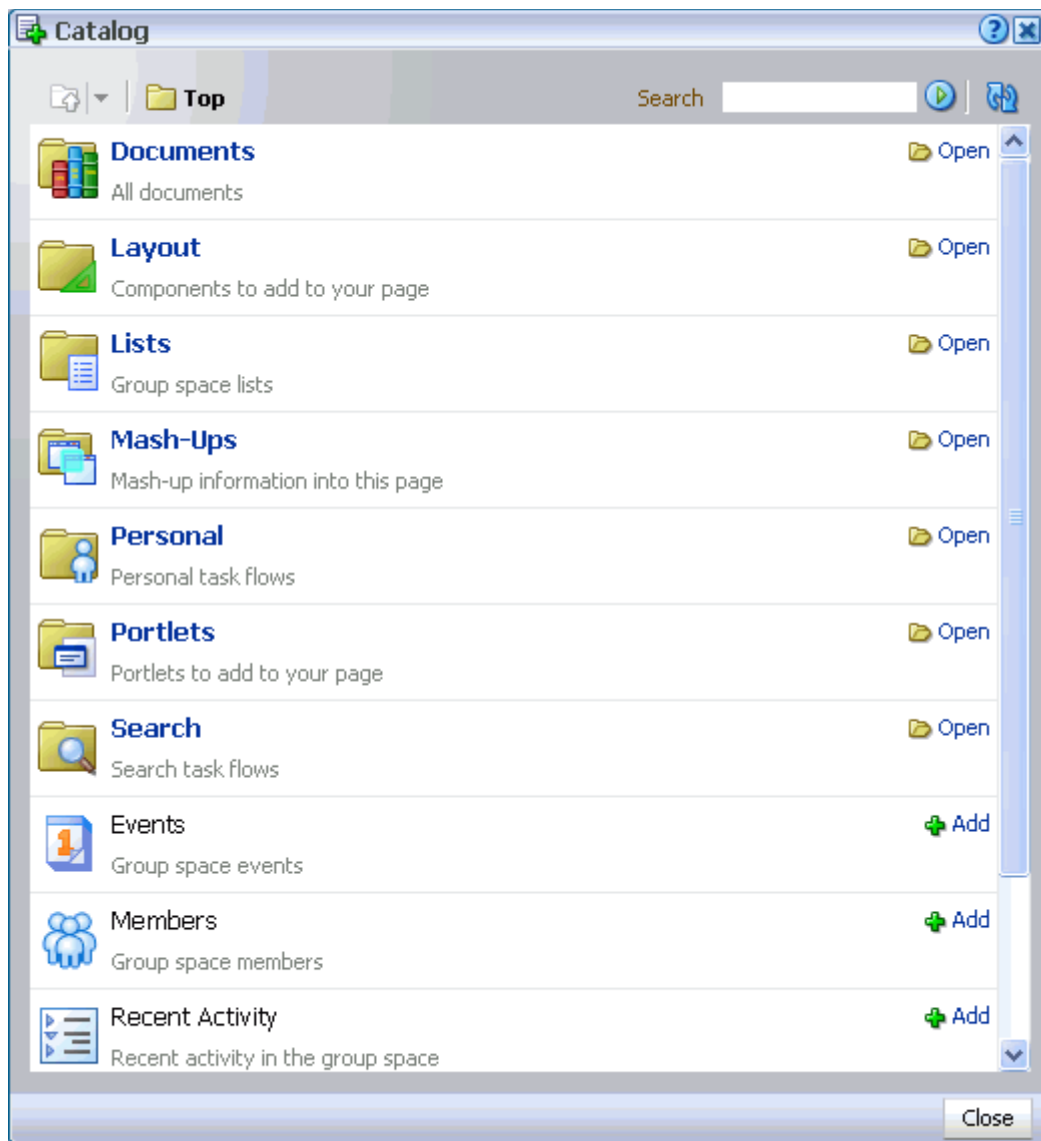 Catalog
Top Search
Documents Open
All documents
Layout Open
Components to add to your page
Lists Open
Group space lists
Mash-Ups Open
Mash-up information into this page
Personal Open
Personal task flows
Portlets Open
Portlets to add to your page
Search Open
Search task flows
1 Events Add
Group space events
Members Add
Group space members
Recent Activity Add
Recent activity in the group space
Close